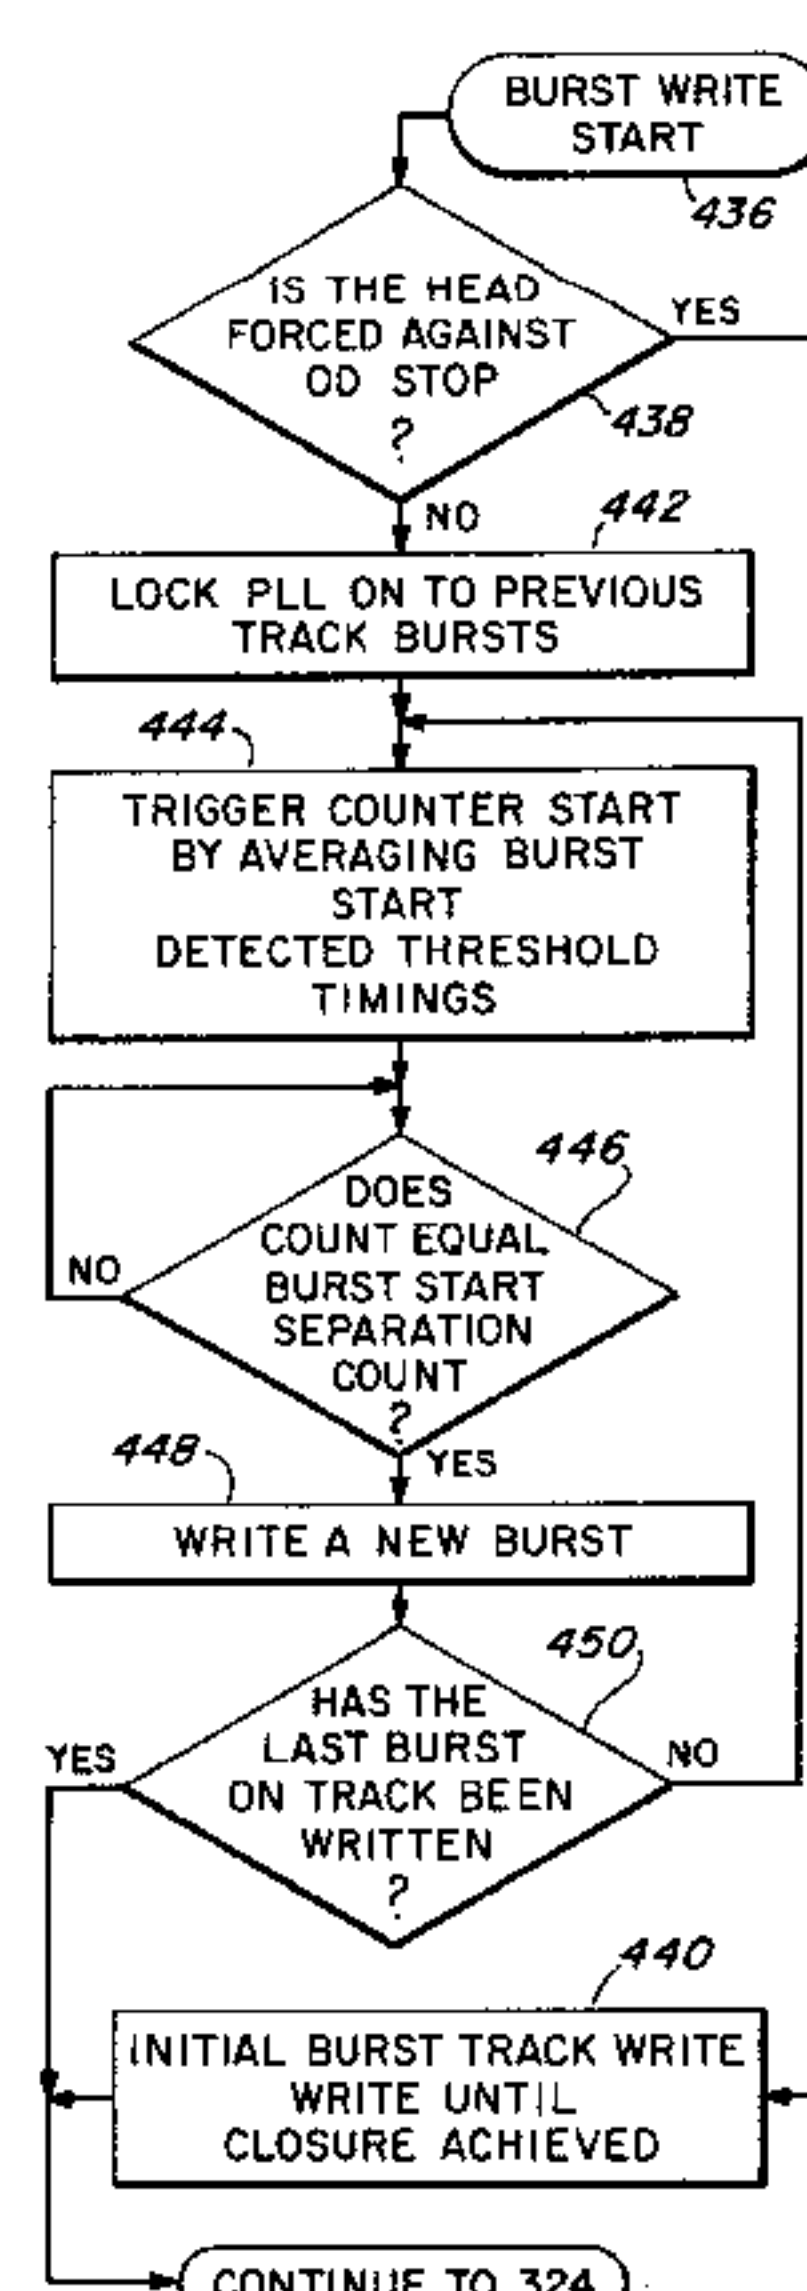 BURST WRITE
START
436
IS THE HEAD
FORCED AGAINST
OD STOP
?
YES
438
NO
442
LOCK PLL ON TO PREVIOUS
TRACK BURSTS
444
TRIGGER COUNTER START
BY AVERAGING BURST
START
DETECTED THRESHOLD
TIMINGS
446
DOES
COUNT EQUAL
BURST START
SEPARATION
COUNT
?
NO
YES
448
WRITE A NEW BURST
450
HAS THE
LAST BURST
ON TRACK BEEN
WRITTEN
?
YES
NO
440
INITIAL BURST TRACK WRITE
WRITE UNTIL
CLOSURE ACHIEVED
CONTINUE TO 324